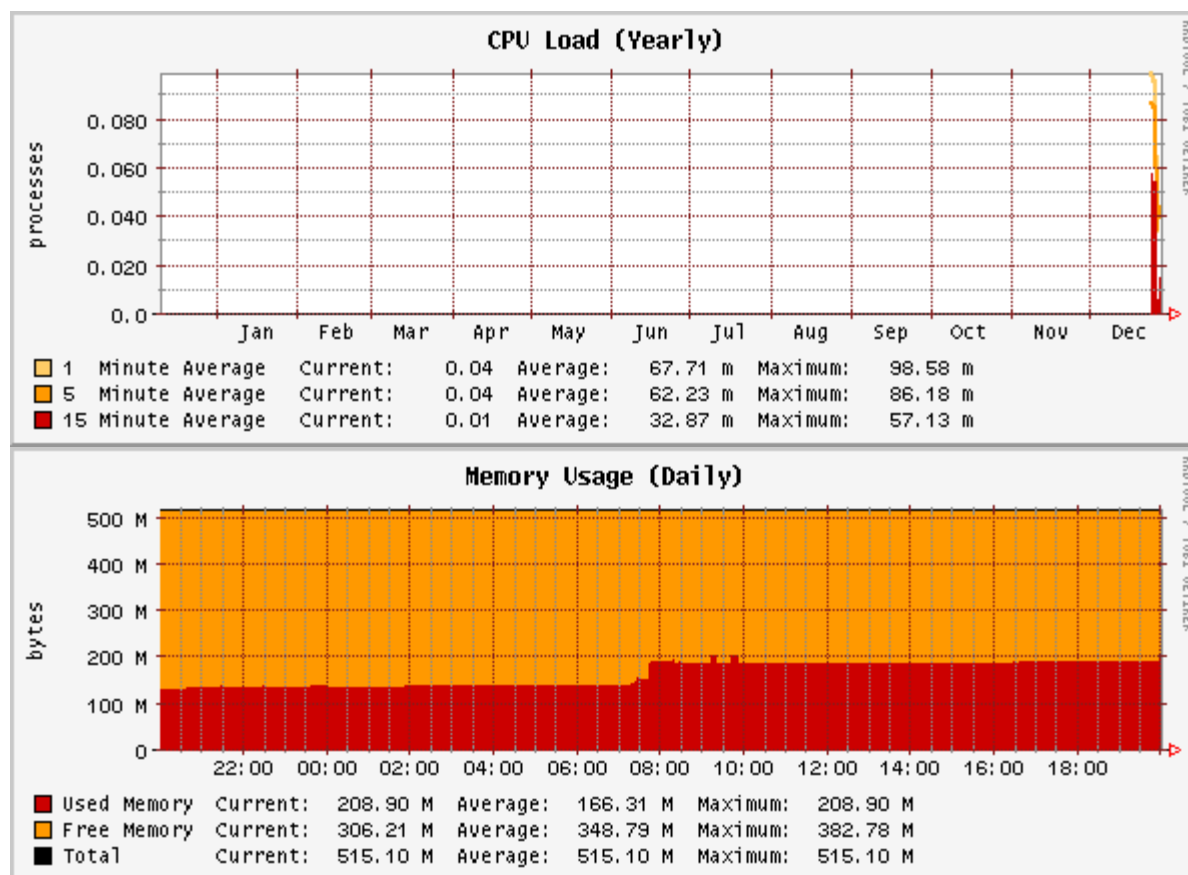 CPU Load (Yearly)
processes
0.080
0.060
0.040
0.020
0.0
Jan Feb Mar Apr May Jun Jul Aug Sep Oct Nov Dec
1 Minute Average Current: 0.04 Average: 67.71 m Maximum: 98.58 m
5 Minute Average Current: 0.04 Average: 62.23 m Maximum: 86.18 m
15 Minute Average Current: 0.01 Average: 32.87 m Maximum: 57.13 m
Memory Usage (Daily)
bytes
500 M
400 M
300 M
200 M
100 M
0
22:00 00:00 02:00 04:00 06:00 08:00 10:00 12:00 14:00 16:00 18:00
Used Memory Current: 208.90 M Average: 166.31 M Maximum: 208.90 M
Free Memory Current: 306.21 M Average: 348.79 M Maximum: 382.78 M
Total Current: 515.10 M Average: 515.10 M Maximum: 515.10 M